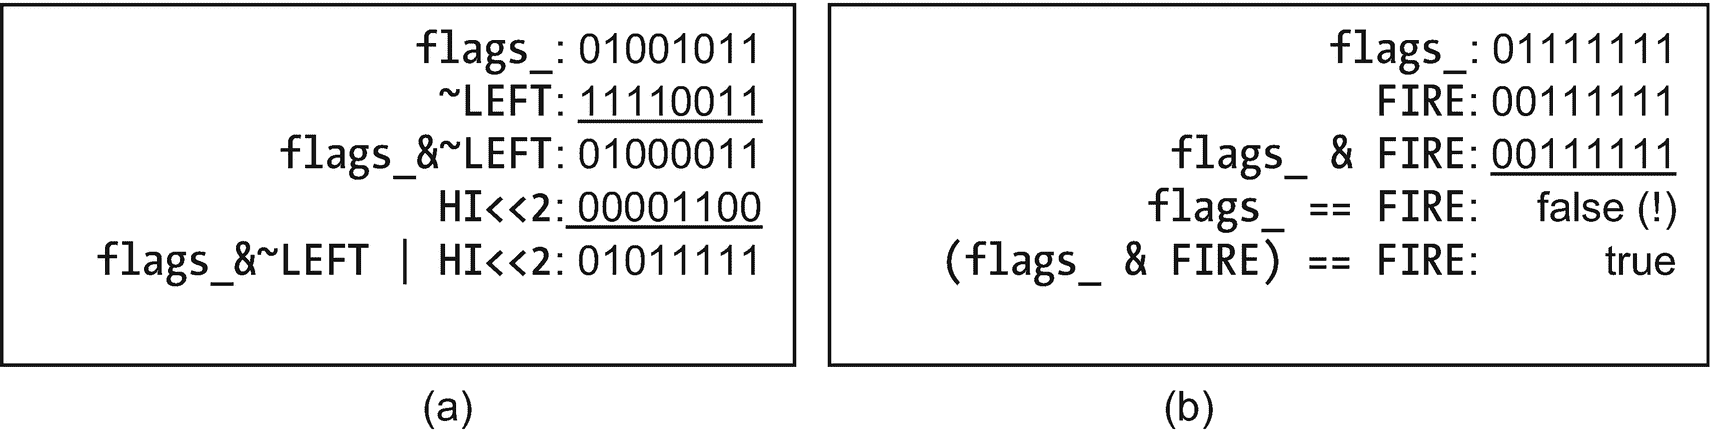 flags_: 01001011
~LEFT: 11110011
flags_&~LEFT: 01000011
HI<<2: 00001100
flags_&~LEFT | HI<<2: 01011111
(a)
flags_: 01111111
FIRE: 00111111
flags_ & FIRE: 00111111
flags_ == FIRE: false (!)
(flags_ & FIRE) == FIRE: true
(b)